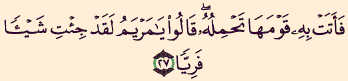 فَأَتَتۡ بِهِۦ قَوۡمَهَا تَحۡمِلُهُۥۖ قَالُواْ يَٰمَرۡيَمُ لَقَدۡ جِئۡتِ شَيۡـٔٗا
فَرِيّٗا ٢٧